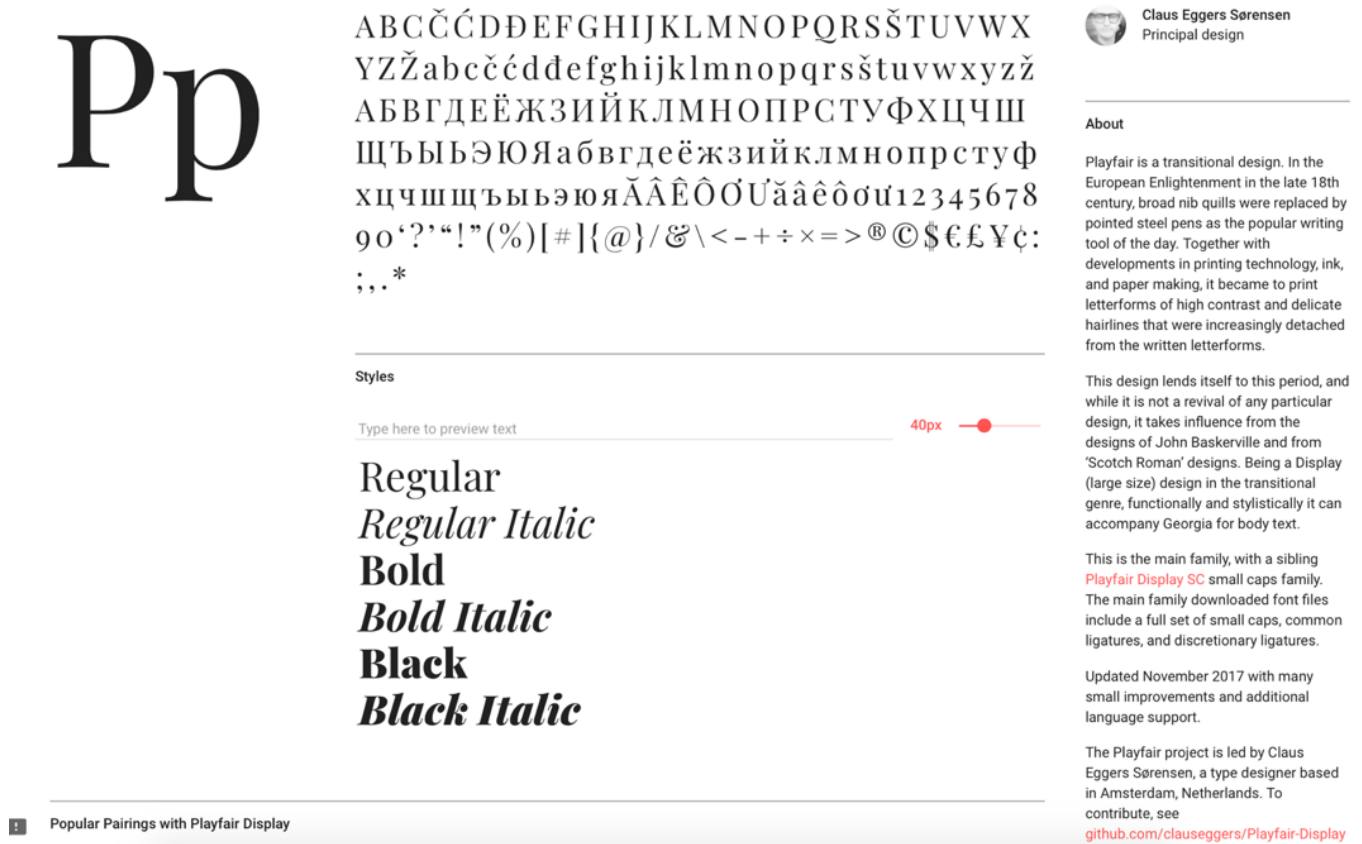 Pp
ABCČĆDĐEFGHIJKLMNOPQRSŠTUVWX
YZŽabcčćdđefghijklmnopqrsštuvwxyzž
АБВГДЕЁЖЗИЙКЛМНОПРСТУФХЦЧШ
ЩЪЫЬЭЮЯабвгдеёжзийклмнопрстуф
хцчшщъыьэюяĂÂÊÔƠƯăâêôơư12345678
90‘?’“!”(%)[#]{@}/&\<-+÷×=>®©$€£¥¢:
;,.*
Styles
Type here to preview text
40px
Regular
Regular Italic
Bold
Bold Italic
Black
Black Italic
Popular Pairings with Playfair Display
Claus Eggers Sørensen
Principal design
About
Playfair is a transitional design. In the
European Enlightenment in the late 18th
century, broad nib quills were replaced by
pointed steel pens as the popular writing
tool of the day. Together with
developments in printing technology, ink,
and paper making, it became to print
letterforms of high contrast and delicate
hairlines that were increasingly detached
from the written letterforms.
This design lends itself to this period, and
while it is not a revival of any particular
design, it takes influence from the
designs of John Baskerville and from
‘Scotch Roman’ designs. Being a Display
(large size) design in the transitional
genre, functionally and stylistically it can
accompany Georgia for body text.
This is the main family, with a sibling
Playfair Display SC small caps family.
The main family downloaded font files
include a full set of small caps, common
ligatures, and discretionary ligatures.
Updated November 2017 with many
small improvements and additional
language support.
The Playfair project is led by Claus
Eggers Sørensen, a type designer based
in Amsterdam, Netherlands. To
contribute, see
github.com/clauseggers/Playfair-Display